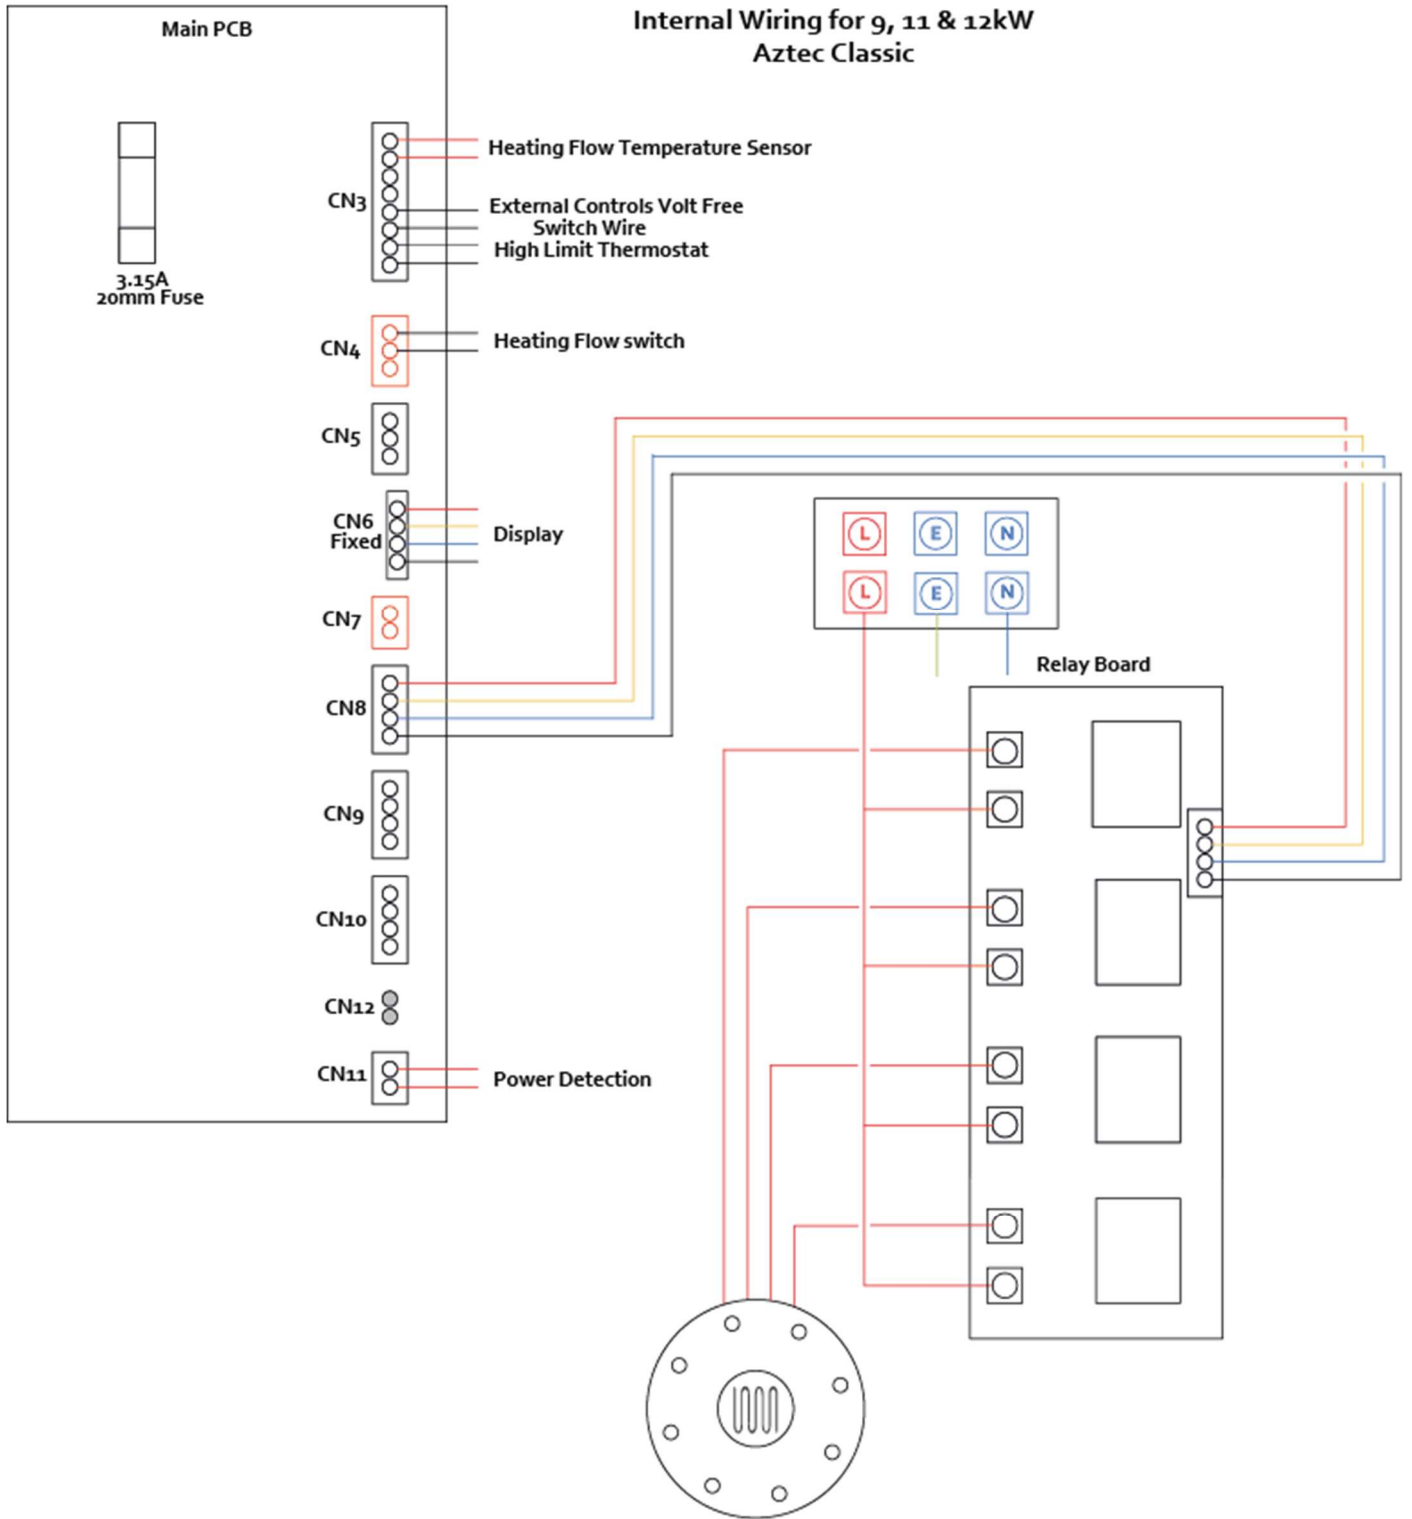 Internal Wiring for 9, 11 & 12kW
Aztec Classic
Main PCB
3.15A
20mm Fuse
CN3
Heating Flow Temperature Sensor
External Controls Volt Free
Switch Wire
High Limit Thermostat
CN4
Heating Flow switch
CN5
CN6
Fixed
Display
CN7
CN8
CN9
CN10
CN12
CN11
Power Detection
L E N
L E N
Relay Board